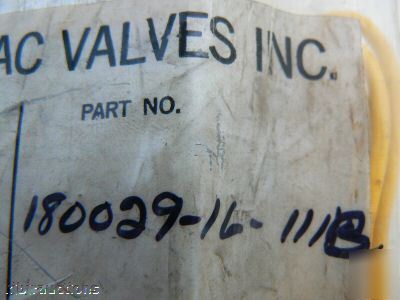 AC VALVES INC.
PART NO.
180029-16-111B